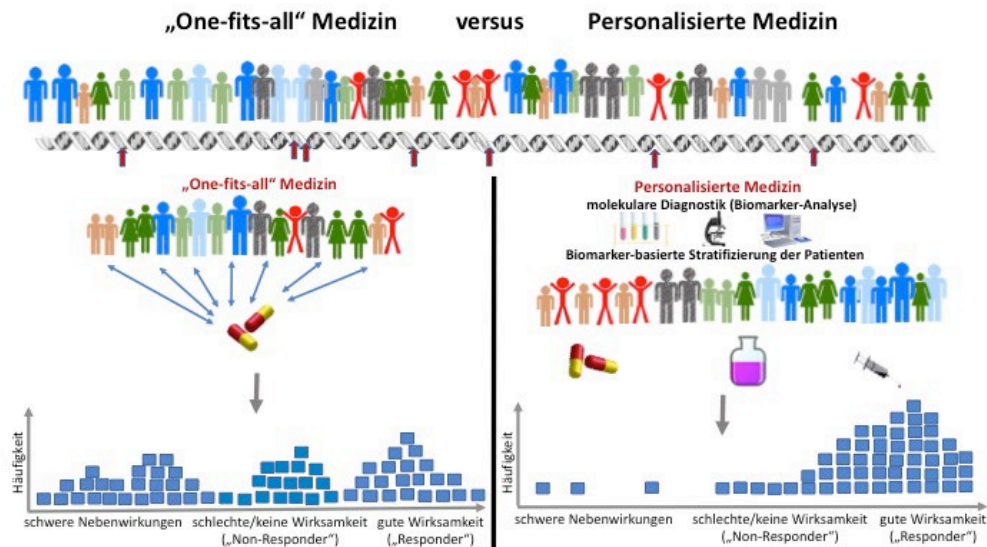 „One-fits-all“ Medizin versus Personalisierte Medizin
„One-fits-all“ Medizin
Häufigkeit
schwere Nebenwirkungen
schlechte/keine Wirksamkeit
(„Non-Responder“)
gute Wirksamkeit
(„Responder“)
Personalisierte Medizin
molekulare Diagnostik (Biomarker-Analyse)
Biomarker-basierte Stratifizierung der Patienten
Häufigkeit
schwere Nebenwirkungen
schlechte/keine Wirksamkeit
(„Non-Responder“)
gute Wirksamkeit
(„Responder“)